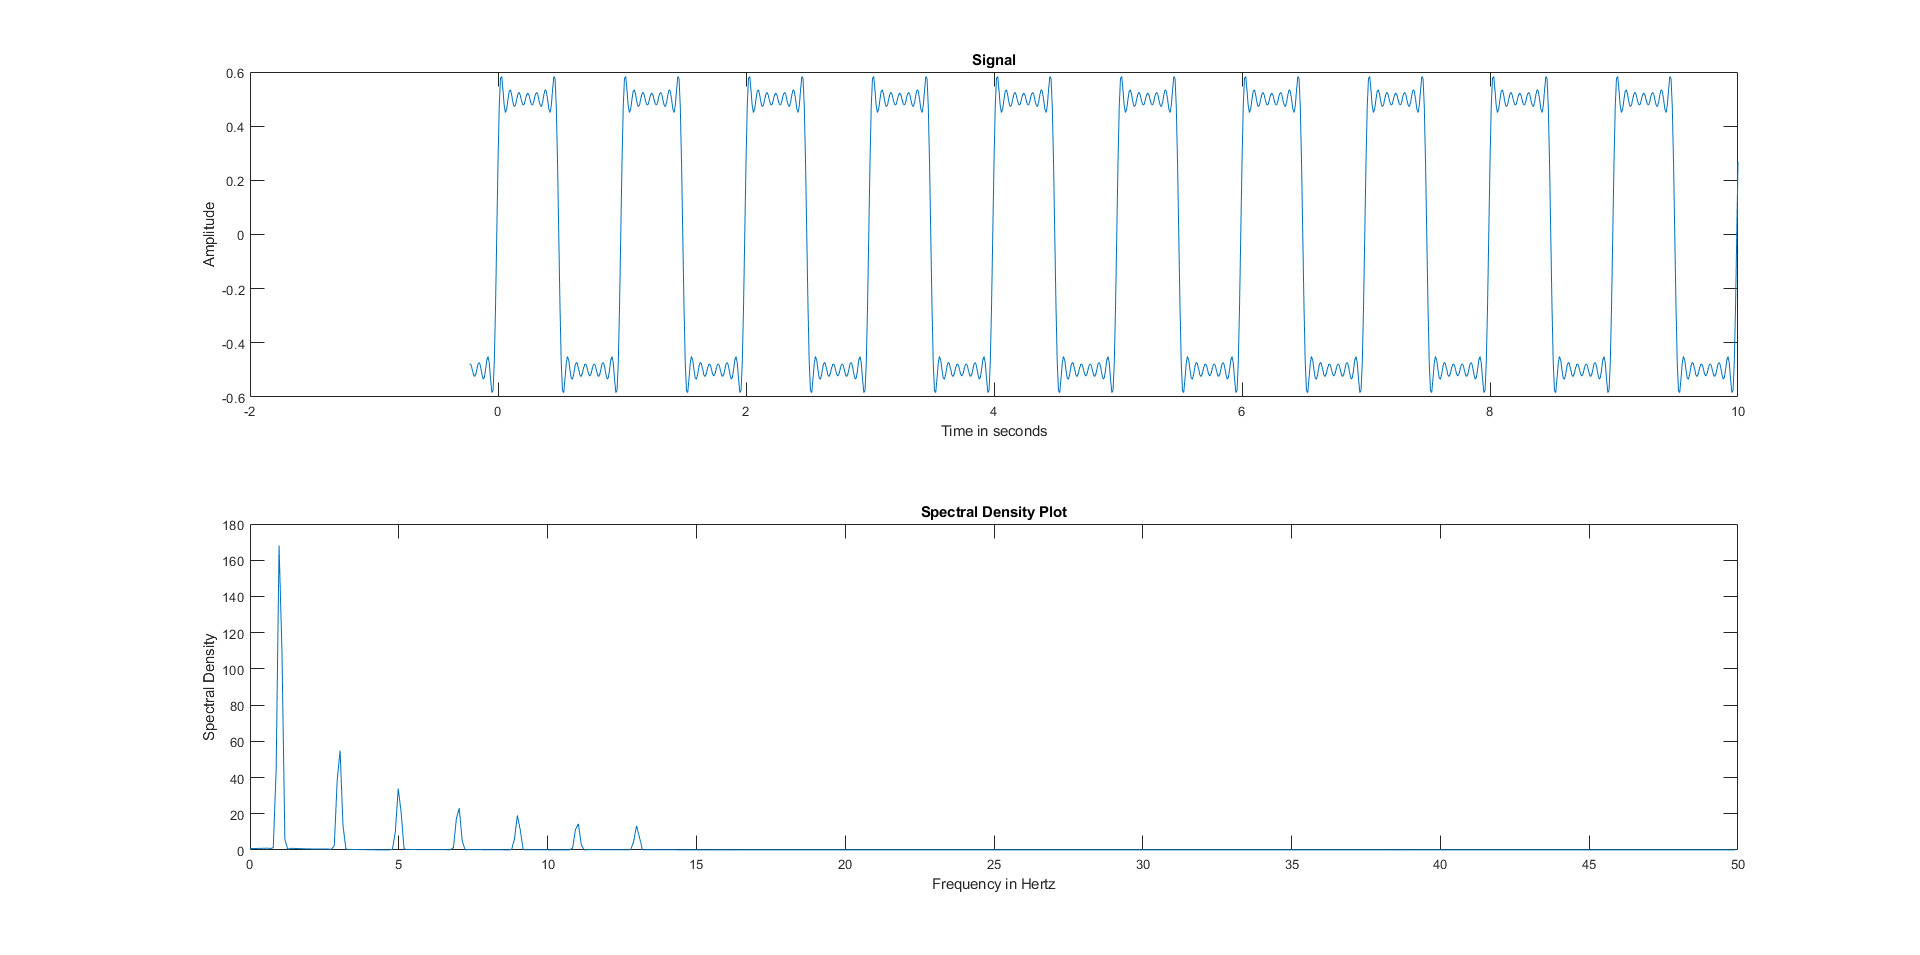 Signal
0.6
0.4
0.2
0
-0.2
-0.4
-0.6
Amplitude
-2 0 2 4 6 8 10
Time in seconds
Spectral Density Plot
180
160
140
120
100
80
60
40
20
0
Spectral Density
0 5 10 15 20 25 30 35 40 45 50
Frequency in Hertz